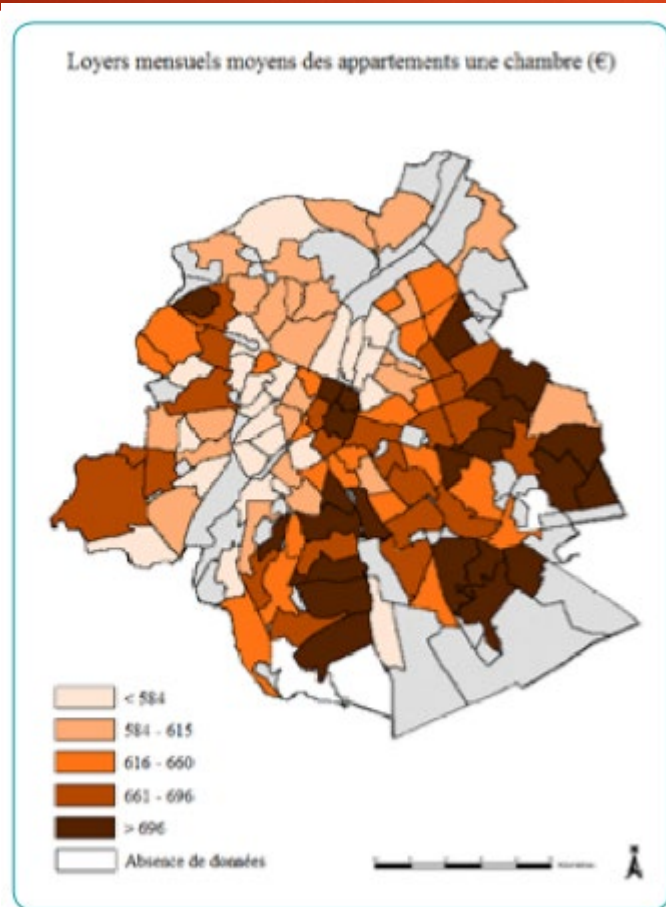 Loyers mensuels moyens des appartements une chambre (€)
< 584
584 - 615
616 - 660
661 - 696
> 696
Absence de données